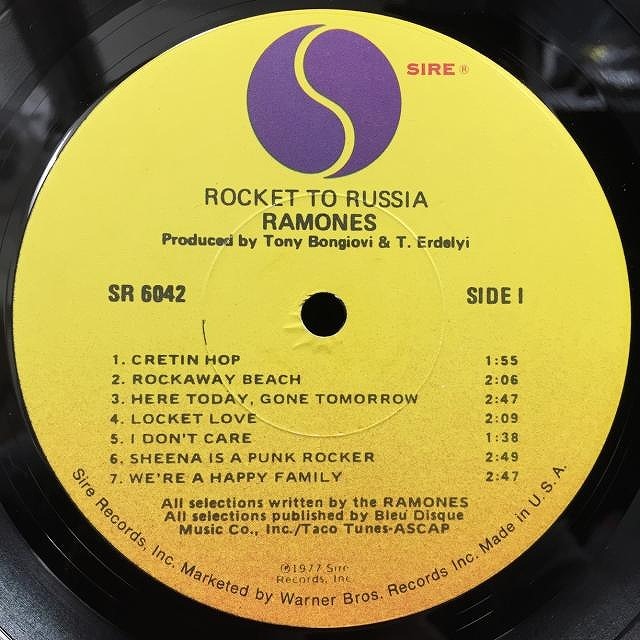 SIRE ®
ROCKET TO RUSSIA
RAMONES
Produced by Tony Bongiovi & T. Erdelyi
SR 6042
SIDE I
1. CRETIN HOP 1:55
2. ROCKAWAY BEACH 2:06
3. HERE TODAY, GONE TOMORROW 2:47
4. LOCKET LOVE 2:09
5. I DON'T CARE 1:38
6. SHEENA IS A PUNK ROCKER 2:49
7. WE'RE A HAPPY FAMILY 2:47
All selections written by the RAMONES
All selections published by Bleu Disque
Music Co., Inc./Taco Tunes-ASCAP
℗1977 Sire
Records, Inc.
Sire Records, Inc. Marketed by Warner Bros. Records Inc. Made in U.S.A.